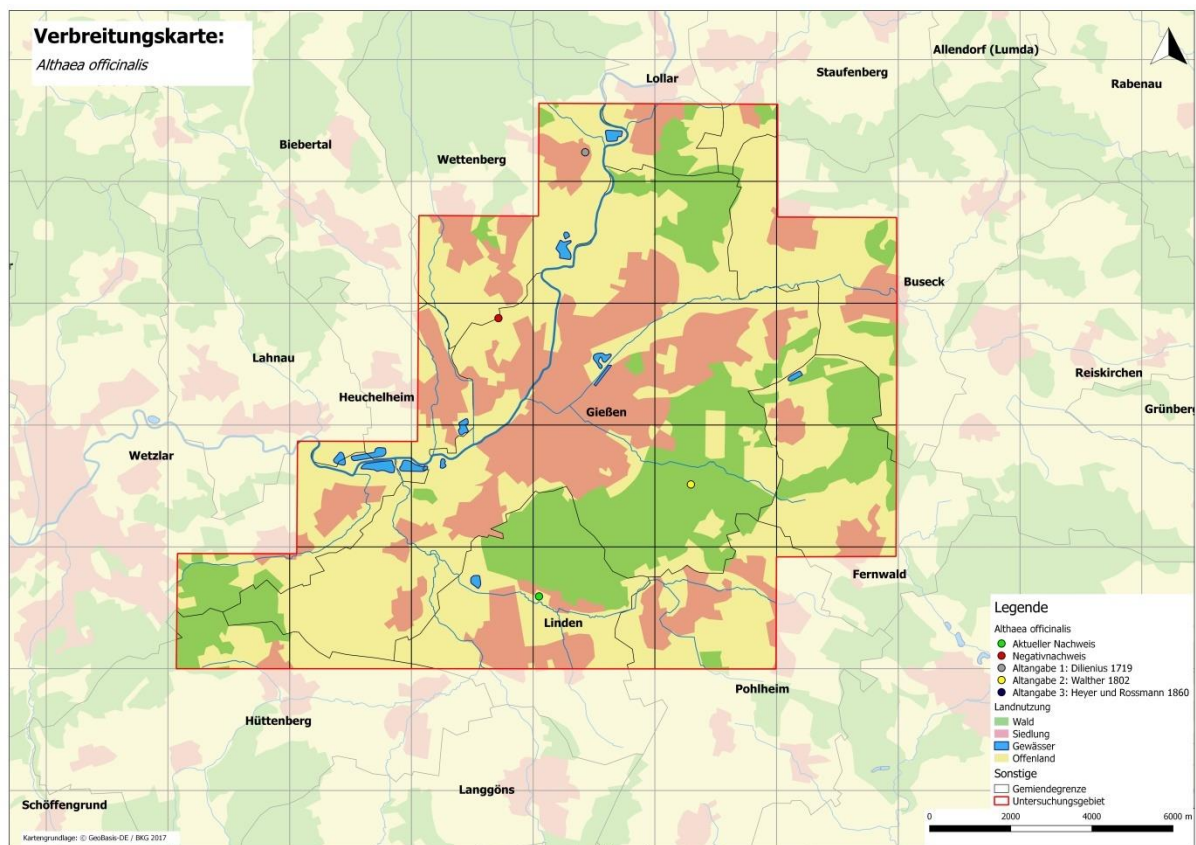 Verbreitungskarte:
Althaea officinalis
Allendorf (Lumda)
Staufenberg
Lollar
Rabenau
Biebertal
Wettenberg
Buseck
Lahnau
Reiskirchen
Heuchelheim
Gießen
Grünberg
Wetzlar
Fernwald
Linden
Pohlheim
Hüttenberg
Langgöns
Schöffengrund
Legende
Althaea officinalis
Aktueller Nachweis
Negativnachweis
Altangabe 1: Dilienius 1719
Altangabe 2: Walther 1802
Altangabe 3: Heyer und Rossmann 1860
Landnutzung
Wald
Siedlung
Gewässer
Offenland
Sonstige
Gemiendegrenze
Untersuchungsgebiet
0 2000 4000 6000 m
Kartengrundlage: © GeoBasis-DE / BKG 2017